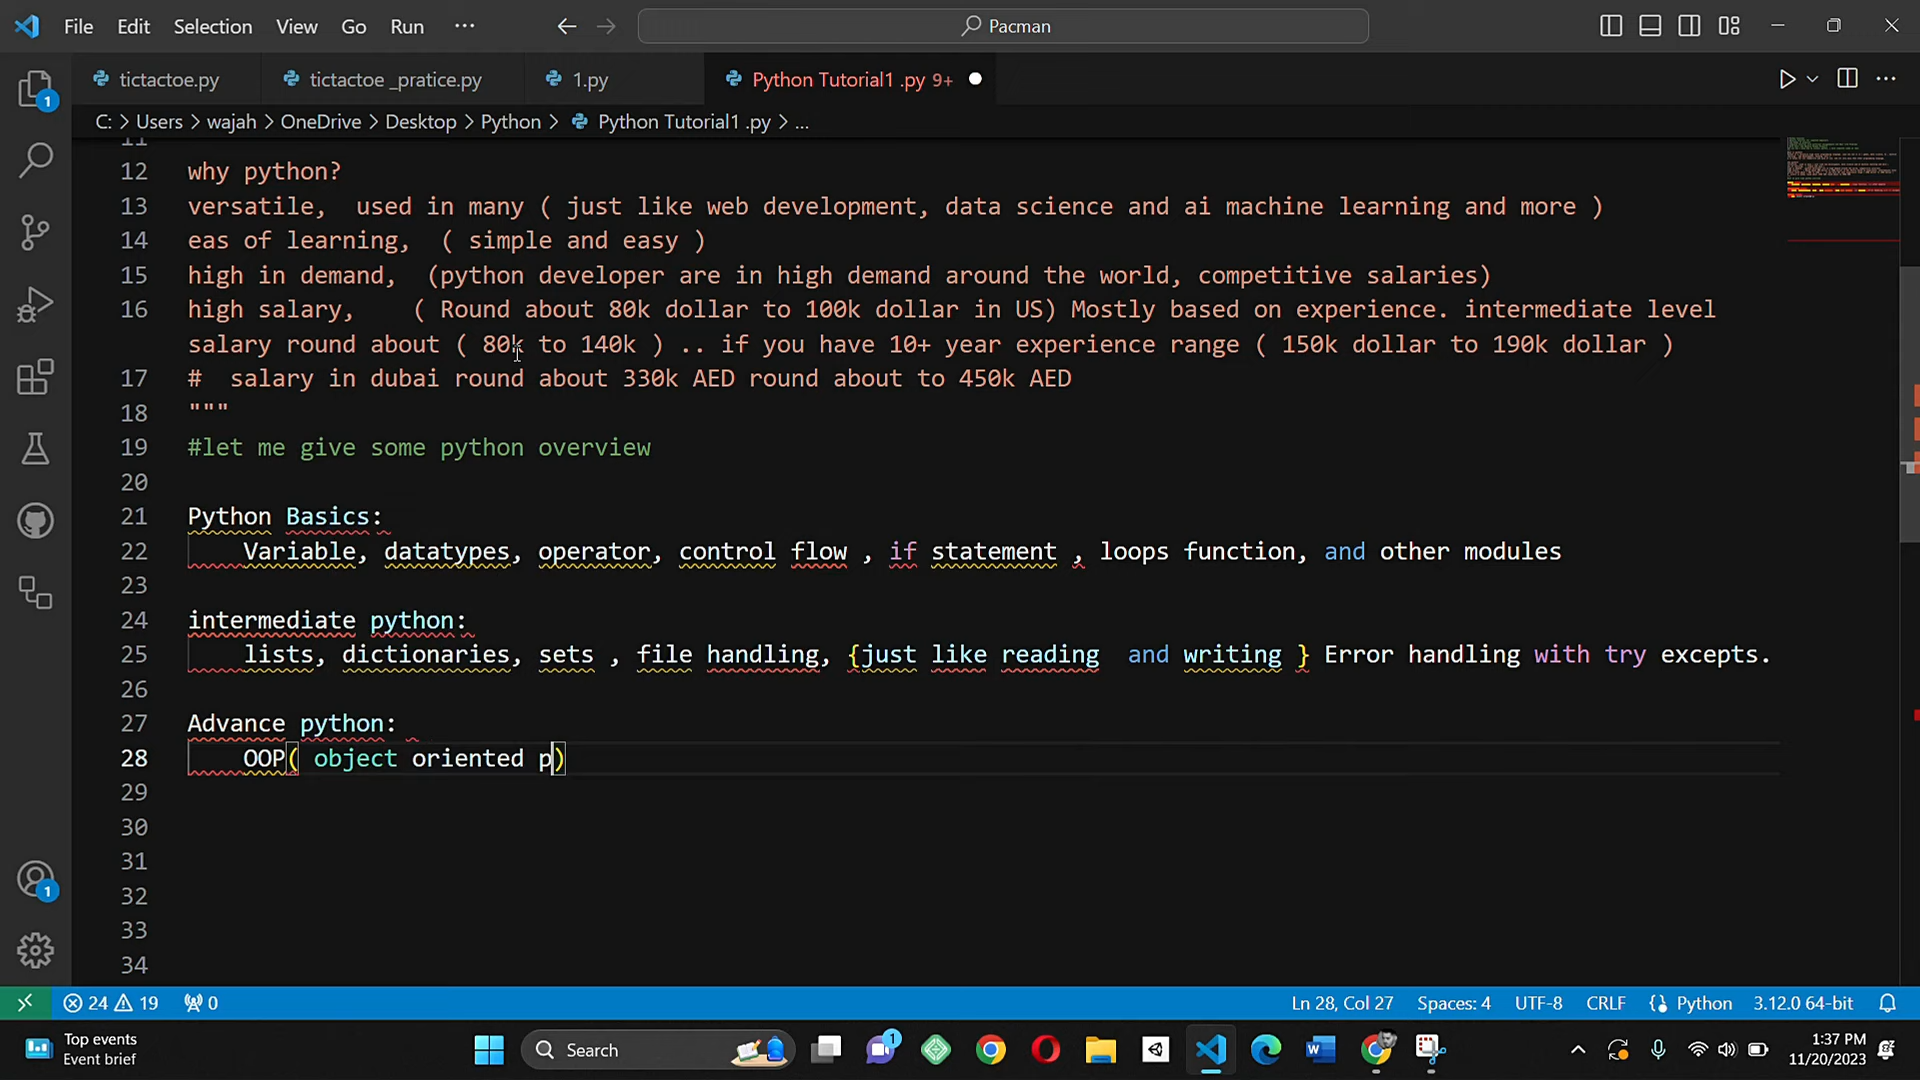 File Edit Selection View Go Run ··· Pacman
tictactoe.py tictactoe _pratice.py 1.py Python Tutorial1 .py 9+
C: > Users > wajah > OneDrive > Desktop > Python > Python Tutorial1 .py > ...
11
12 why python?
13 versatile,  used in many ( just like web development, data science and ai machine learning and more )
14 eas of learning,  ( simple and easy )
15 high in demand,  (python developer are in high demand around the world, competitive salaries)
16 high salary,    ( Round about 80k dollar to 100k dollar in US) Mostly based on experience. intermediate level
salary round about ( 80k to 140k ) .. if you have 10+ year experience range ( 150k dollar to 190k dollar )
17 #  salary in dubai round about 330k AED round about to 450k AED
18 """
19 #let me give some python overview
20
21 Python Basics:
22     Variable, datatypes, operator, control flow , if statement , loops function, and other modules
23
24 intermediate python:
25     lists, dictionaries, sets , file handling, {just like reading  and writing } Error handling with try excepts.
26
27 Advance python:
28     OOP( object oriented p)
29
30
31
32
33
34
1
1
24 19 0 Ln 28, Col 27 Spaces: 4 UTF-8 CRLF Python 3.12.0 64-bit
Top events
Event brief
Search
1
1:37 PM
11/20/2023